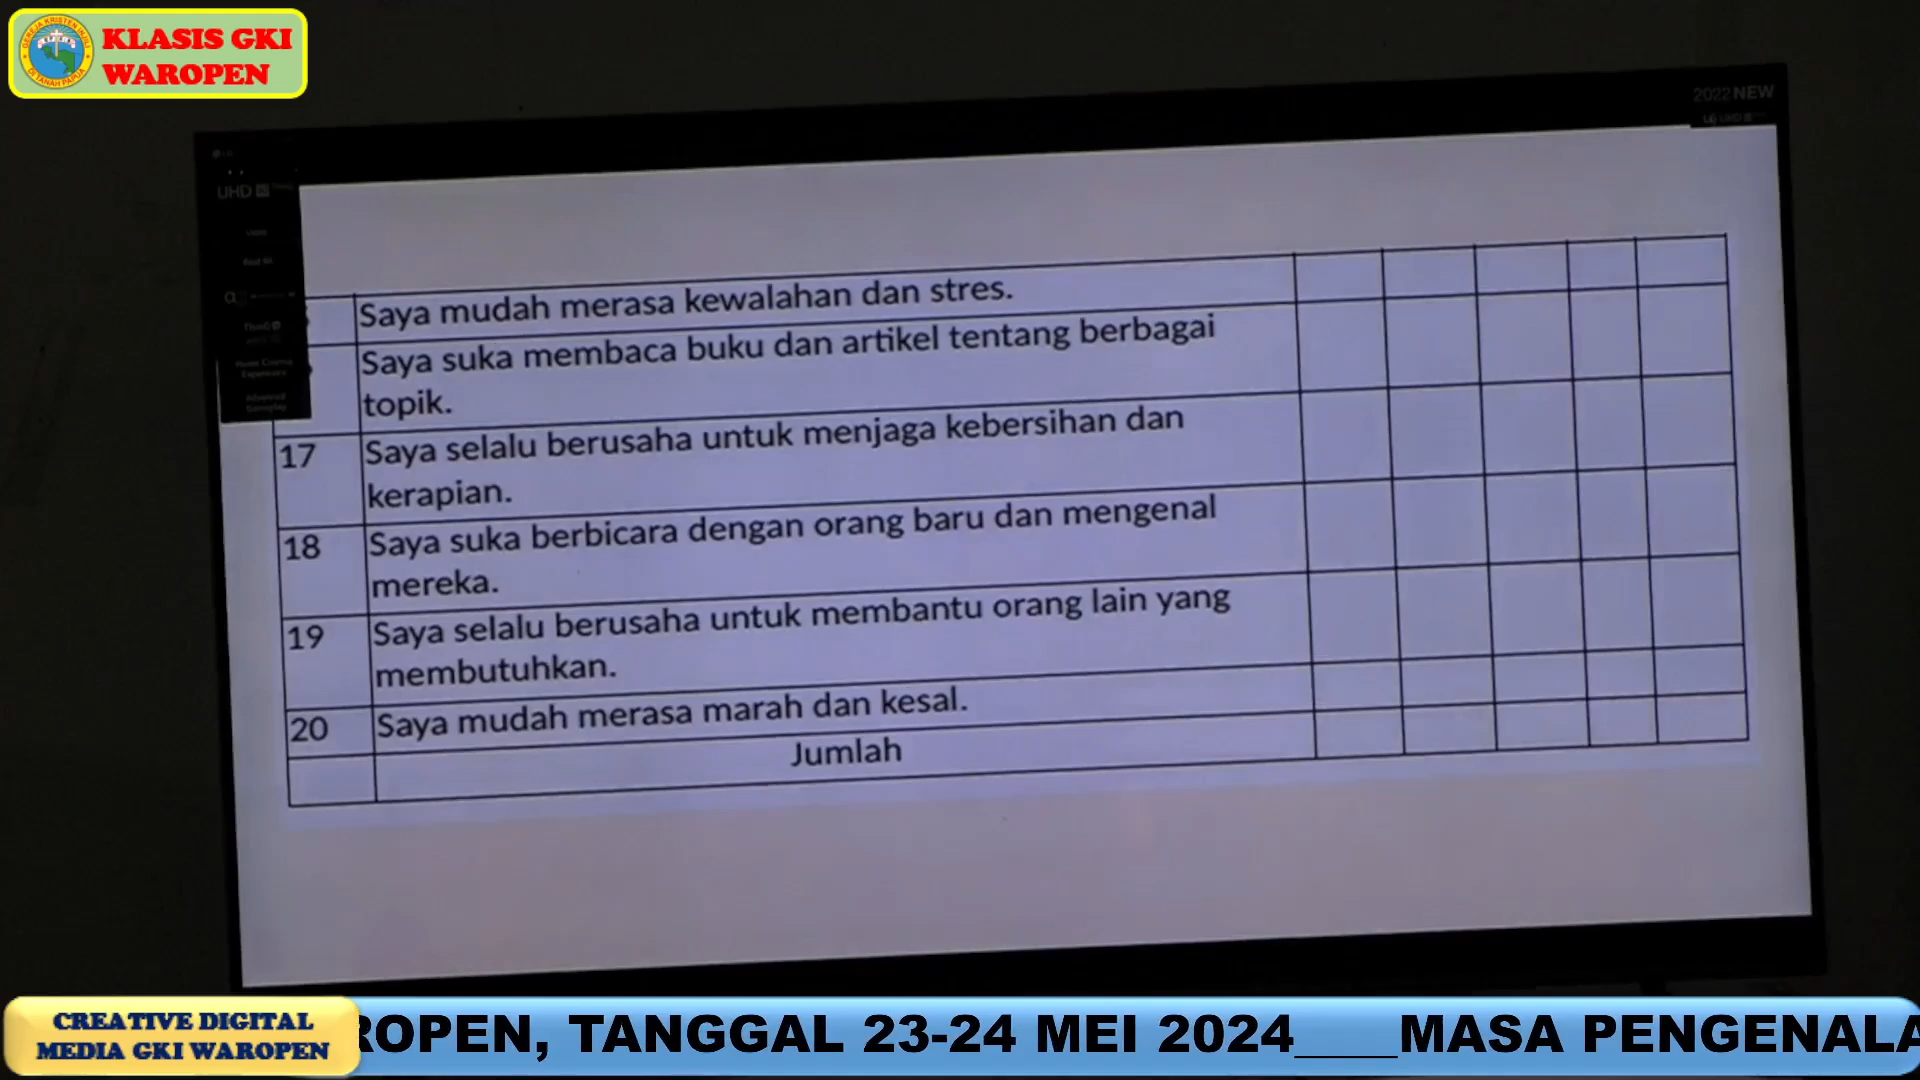 KLASIS GKI
WAROPEN
2022 NEW
UHD
Saya mudah merasa kewalahan dan stres.
Saya suka membaca buku dan artikel tentang berbagai
topik.
17 Saya selalu berusaha untuk menjaga kebersihan dan
kerapian.
18 Saya suka berbicara dengan orang baru dan mengenal
mereka.
19 Saya selalu berusaha untuk membantu orang lain yang
membutuhkan.
20 Saya mudah merasa marah dan kesal.
Jumlah
CREATIVE DIGITAL
MEDIA GKI WAROPEN
ROPEN, TANGGAL 23-24 MEI 2024____MASA PENGENALA